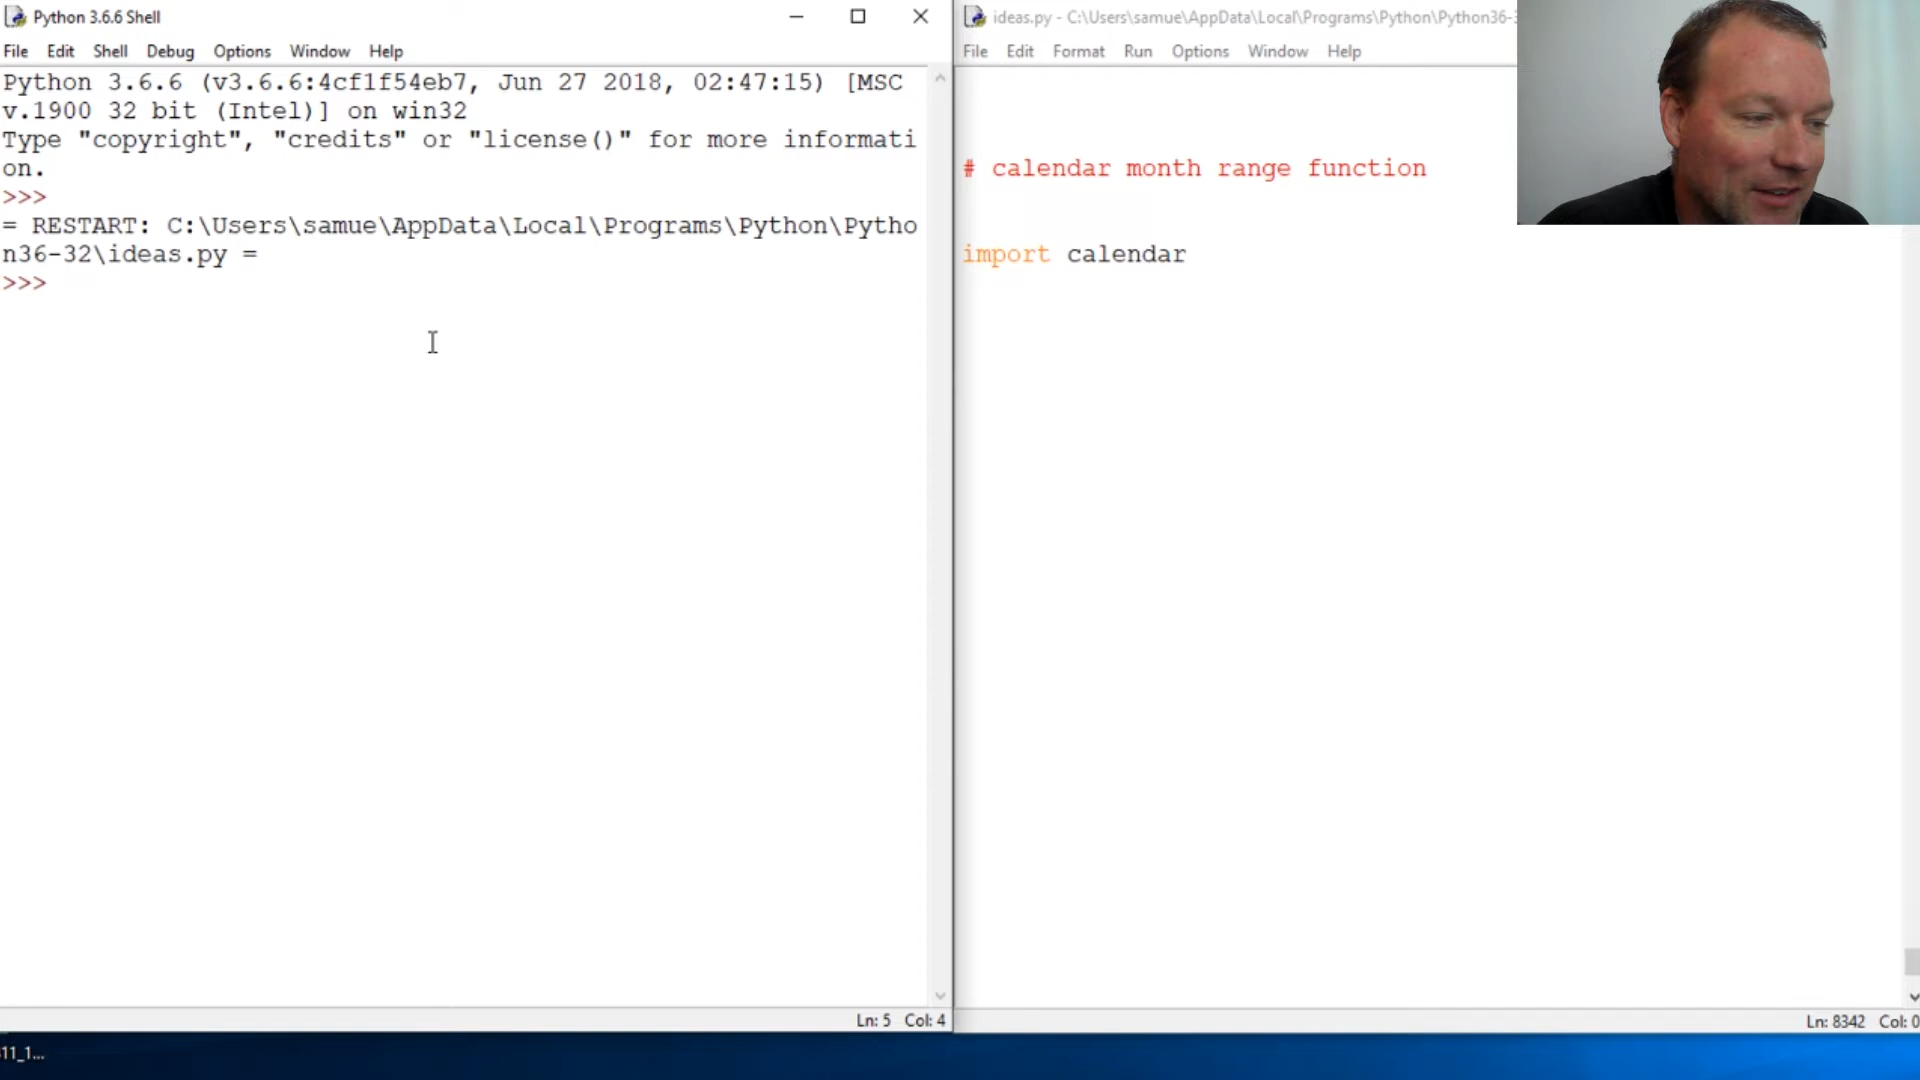 Python 3.6.6 Shell
File Edit Shell Debug Options Window Help
Python 3.6.6 (v3.6.6:4cf1f54eb7, Jun 27 2018, 02:47:15) [MSC
v.1900 32 bit (Intel)] on win32
Type "copyright", "credits" or "license()" for more informati
on.
>>>
= RESTART: C:\Users\samue\AppData\Local\Programs\Python\Pytho
n36-32\ideas.py =
>>>
Ln: 5 Col: 4
ideas.py - C:\Users\samue\AppData\Local\Programs\Python\Python36-3
File Edit Format Run Options Window Help
# calendar month range function
import calendar
Ln: 8342 Col: 0
11_1...